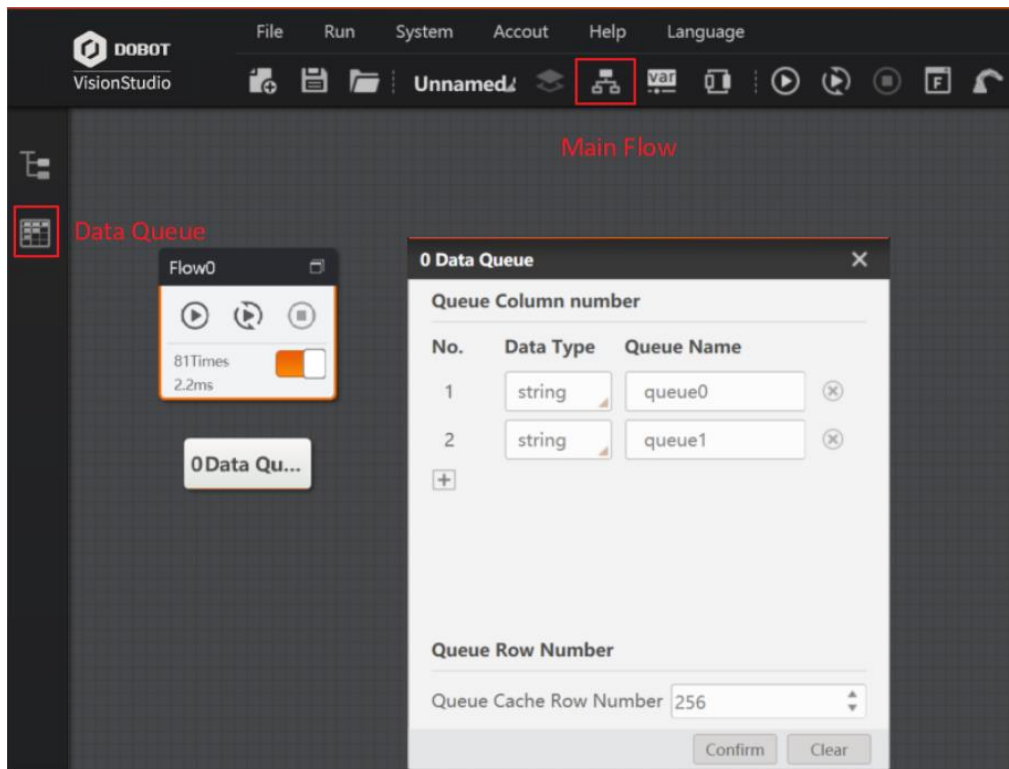 File Run System Accout Help Language
DOBOT
VisionStudio
Unnamed
var
F
Main Flow
Data Queue
Flow0
81Times
2.2ms
0Data Qu...
0 Data Queue
Queue Column number
No. Data Type Queue Name
1 string queue0
2 string queue1
Queue Row Number
Queue Cache Row Number 256
Confirm Clear